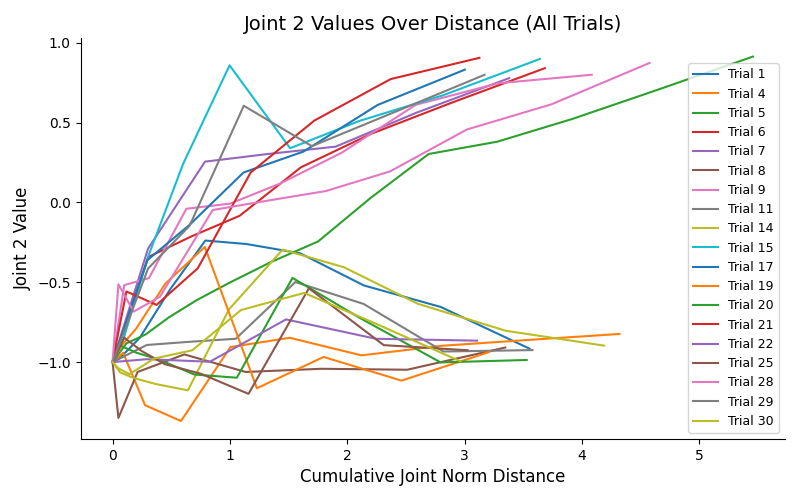 Joint 2 Values Over Distance (All Trials)
1.0
0.5
0.0
−0.5
−1.0
Joint 2 Value
0
1
2
3
4
5
Cumulative Joint Norm Distance
Trial 1
Trial 4
Trial 5
Trial 6
Trial 7
Trial 8
Trial 9
Trial 11
Trial 14
Trial 15
Trial 17
Trial 19
Trial 20
Trial 21
Trial 22
Trial 25
Trial 28
Trial 29
Trial 30